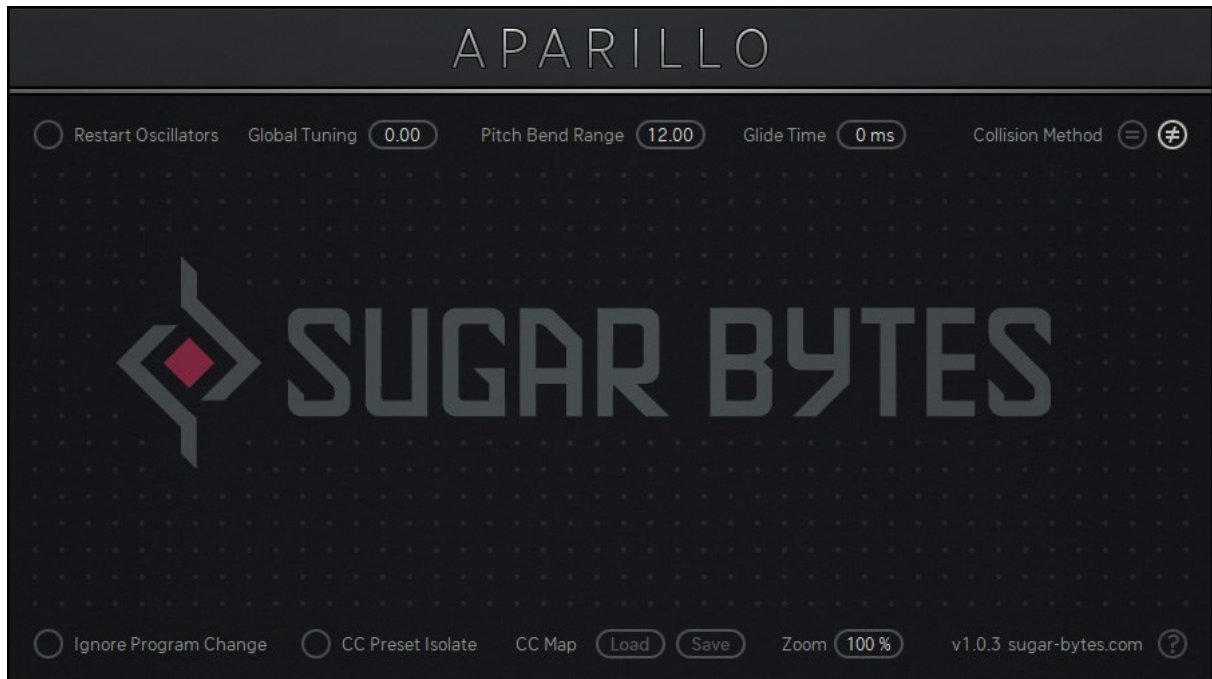 APARILLO
Restart Oscillators Global Tuning 0.00 Pitch Bend Range 12.00 Glide Time 0 ms Collision Method = ≠
SUGAR BYTES
Ignore Program Change CC Preset Isolate CC Map Load Save Zoom 100 % v1.0.3 sugar-bytes.com ?